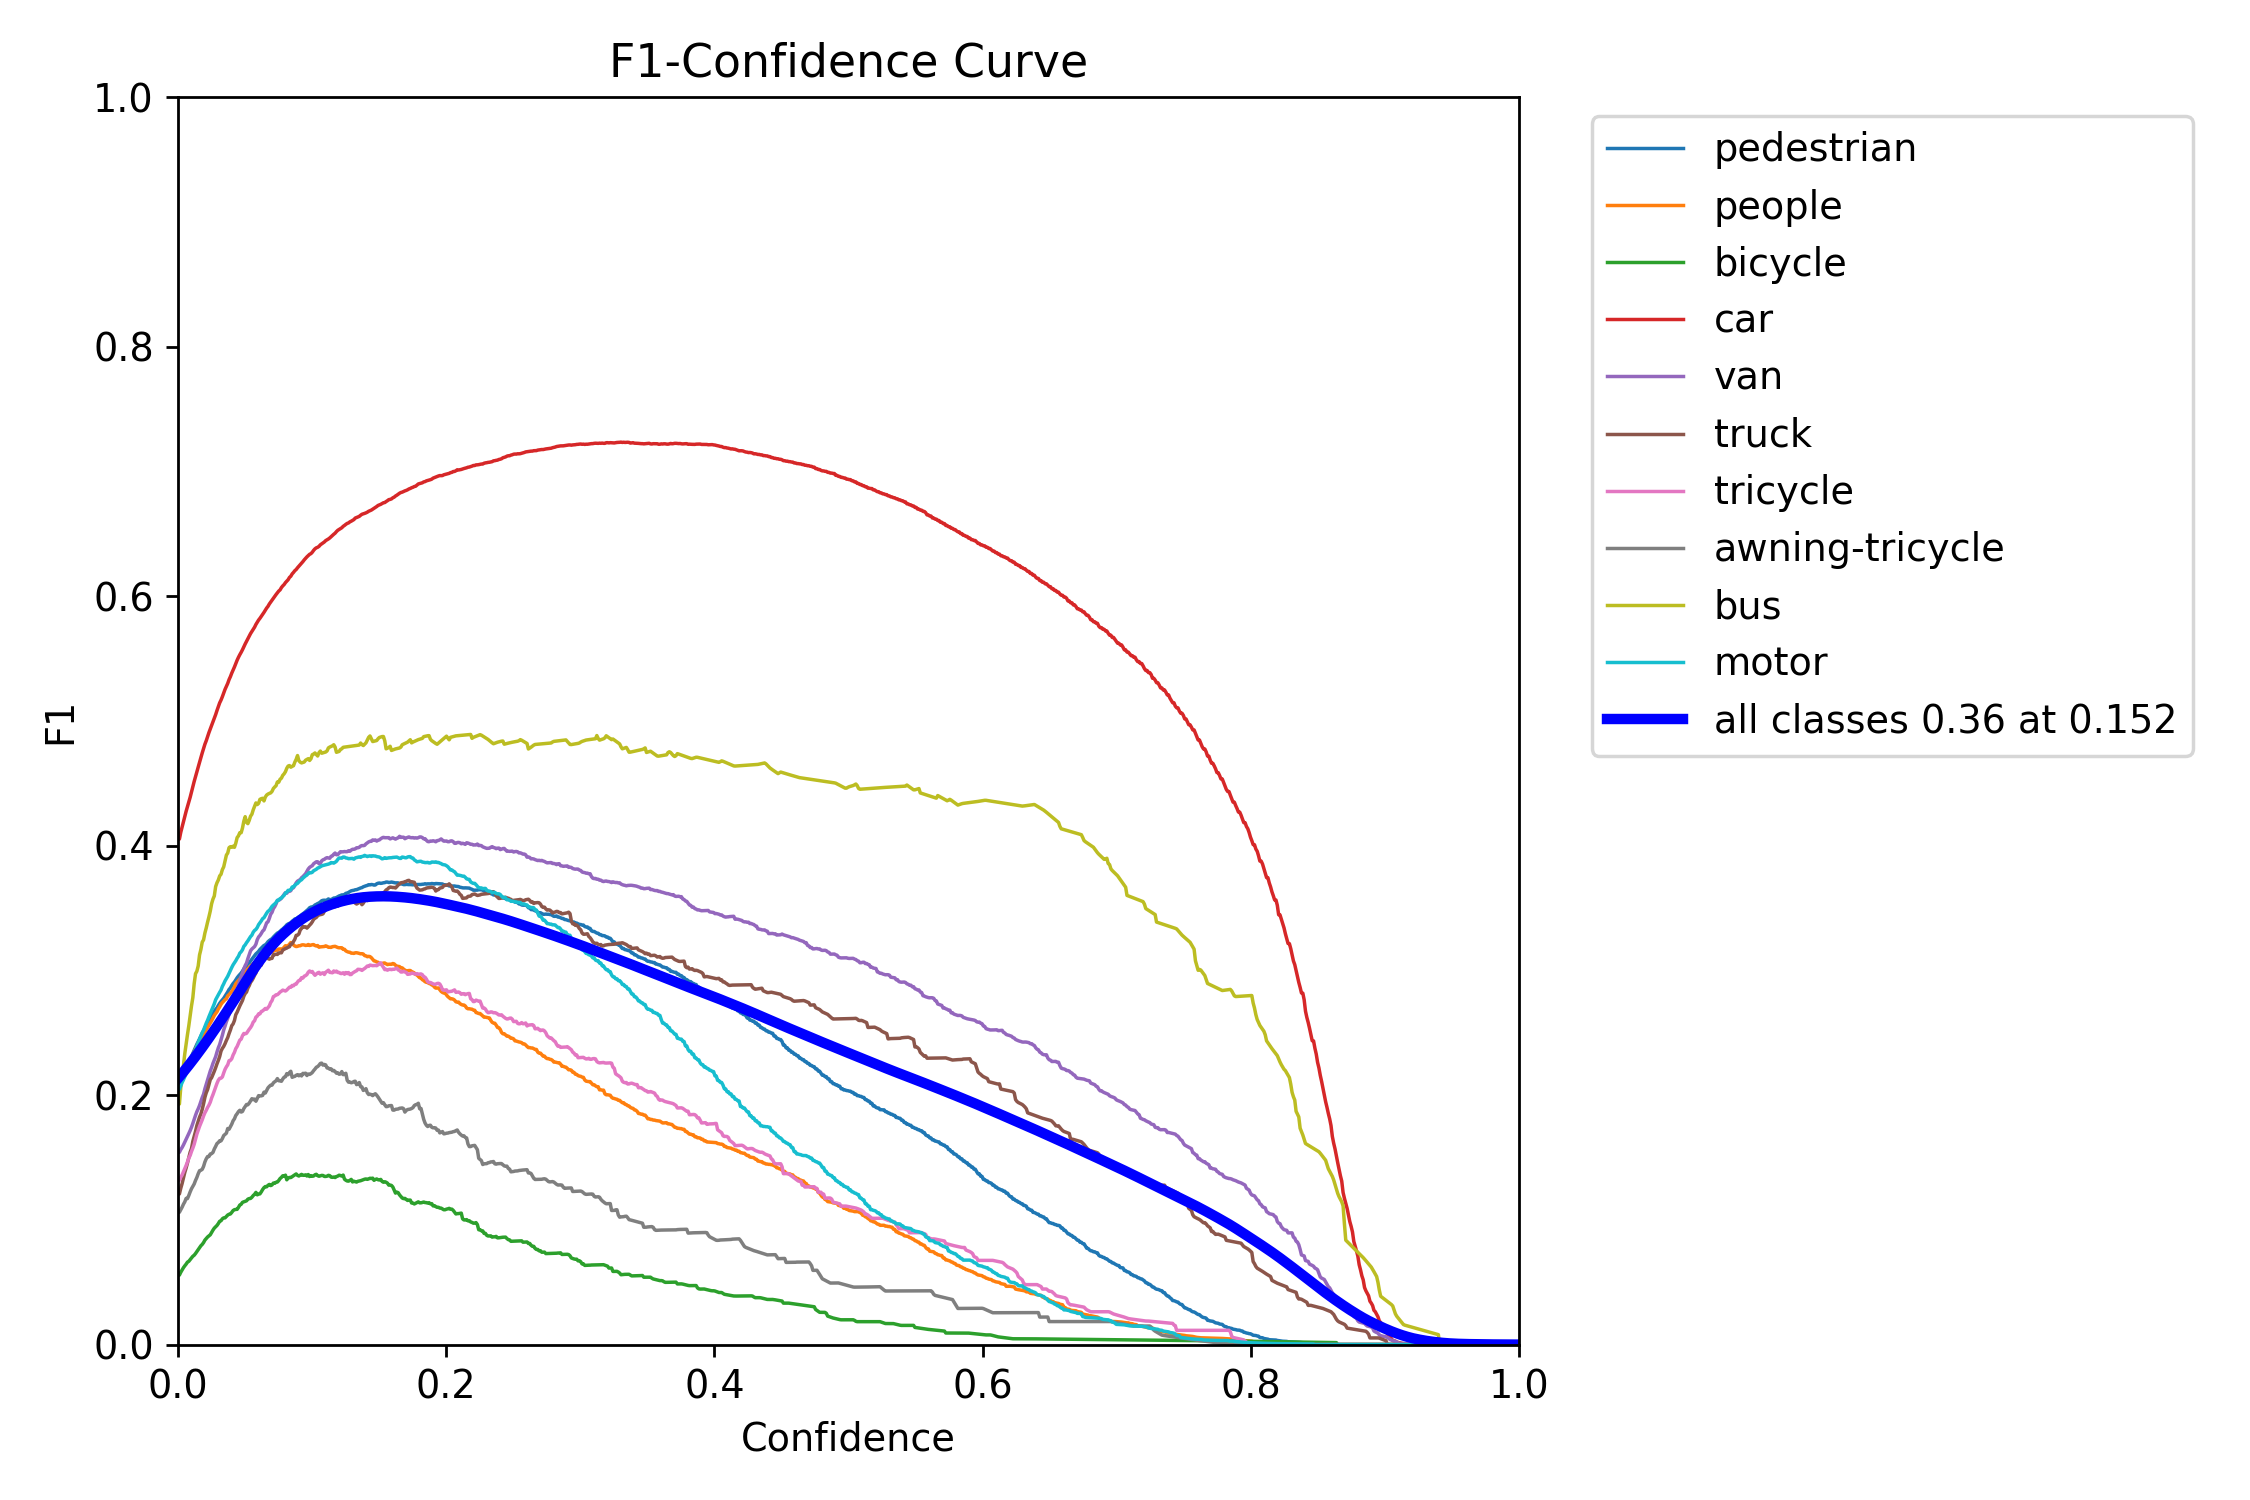 F1-Confidence Curve
1.0
0.8
0.6
0.4
0.2
0.0
F1
0.0 0.2 0.4 0.6 0.8 1.0
Confidence
pedestrian
people
bicycle
car
van
truck
tricycle
awning-tricycle
bus
motor
all classes 0.36 at 0.152